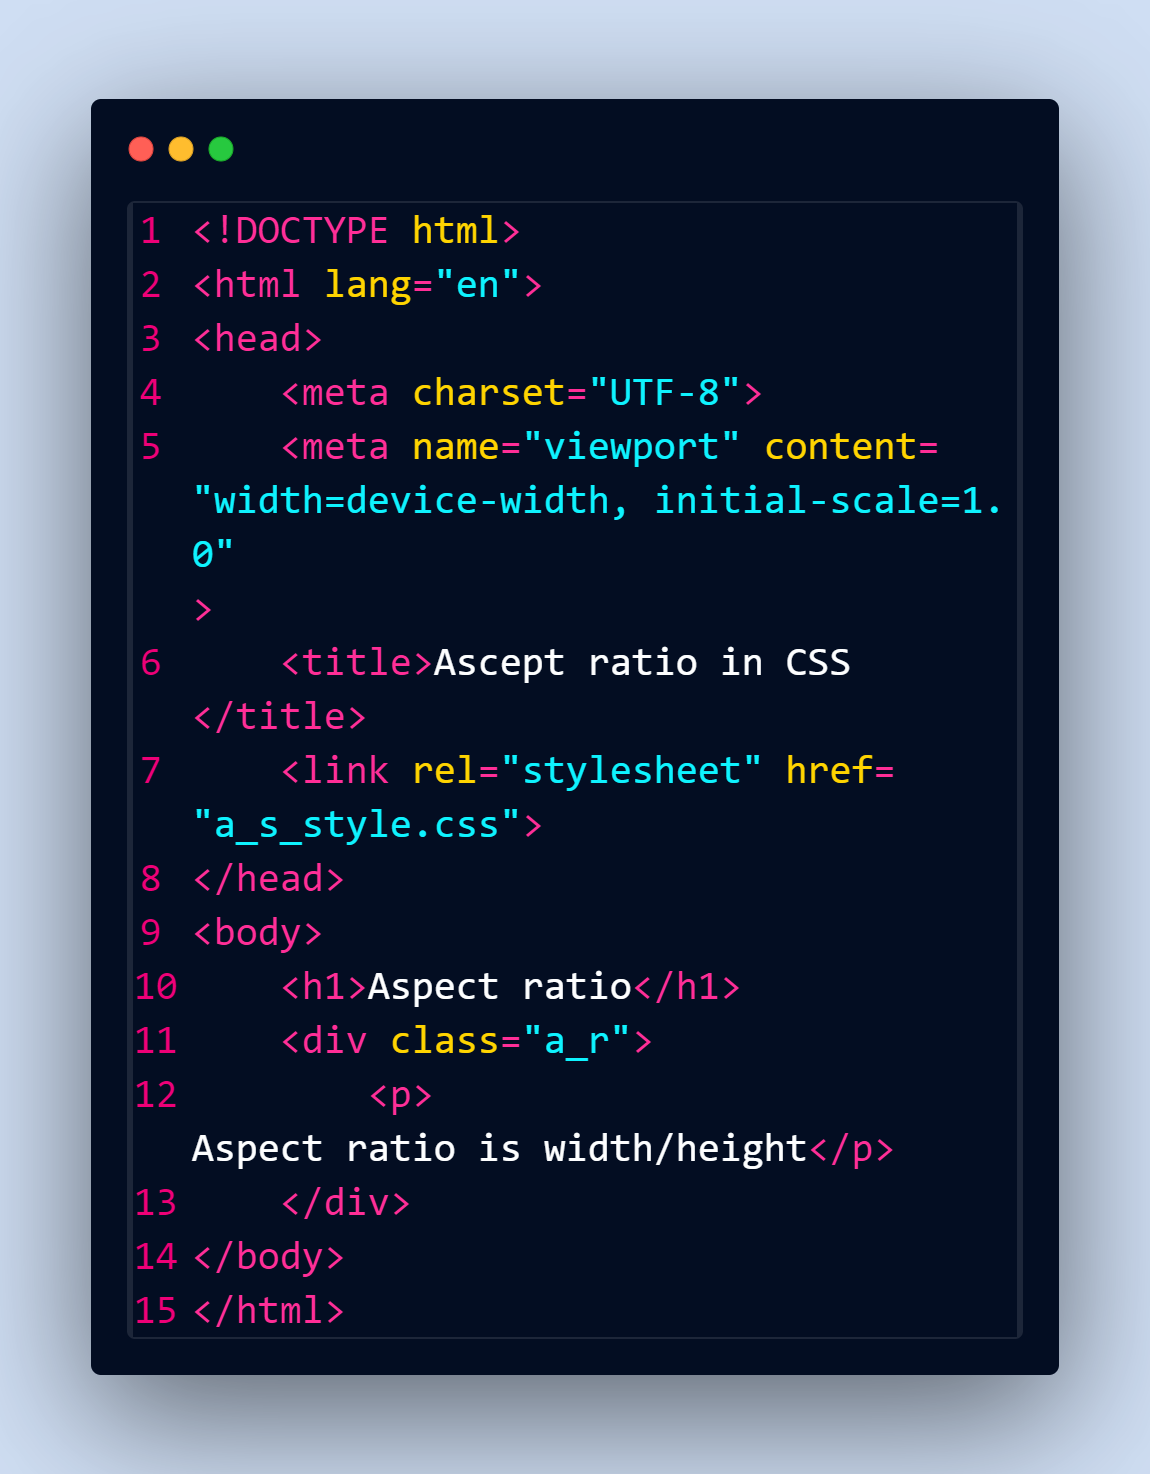 1 <!DOCTYPE html>
2 <html lang="en">
3 <head>
4     <meta charset="UTF-8">
5     <meta name="viewport" content=
"width=device-width, initial-scale=1.
0"
>
6     <title>Ascept ratio in CSS
</title>
7     <link rel="stylesheet" href=
"a_s_style.css">
8 </head>
9 <body>
10     <h1>Aspect ratio</h1>
11     <div class="a_r">
12         <p>
Aspect ratio is width/height</p>
13     </div>
14 </body>
15 </html>